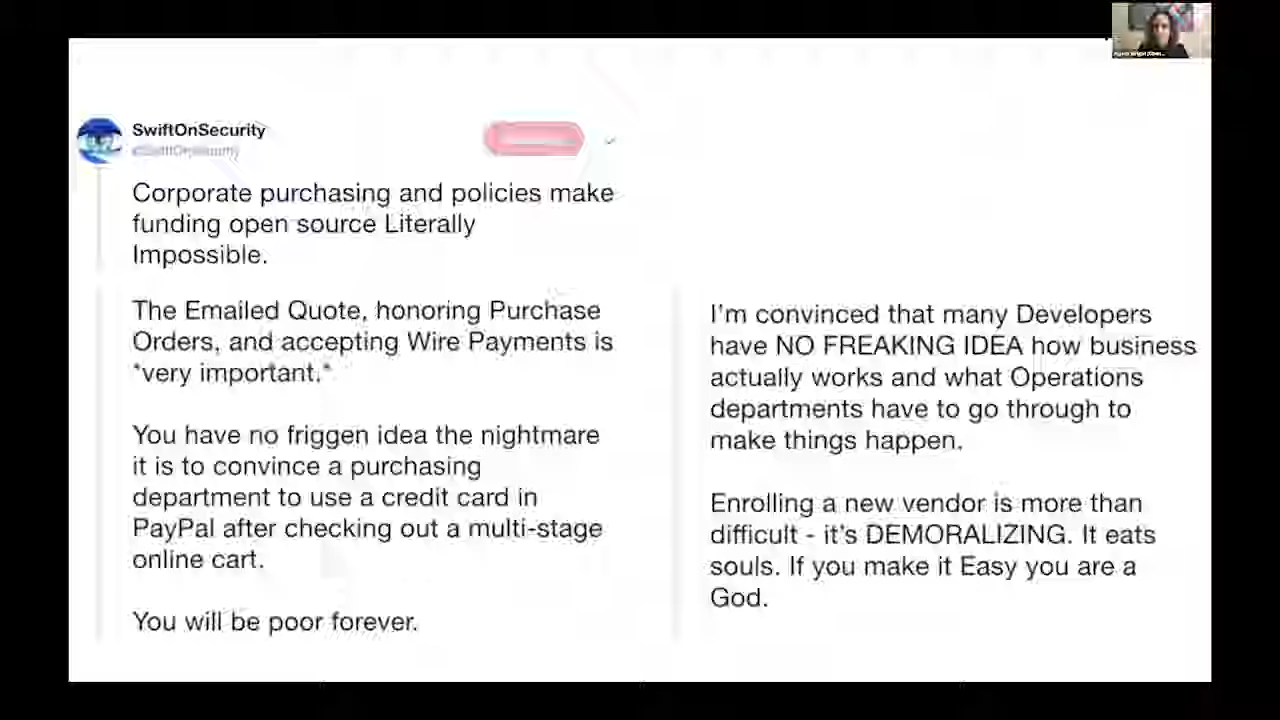 SwiftOnSecurity
@SwiftOnSecurity
Corporate purchasing and policies make
funding open source Literally
Impossible.
The Emailed Quote, honoring Purchase
Orders, and accepting Wire Payments is
*very important.*
You have no friggen idea the nightmare
it is to convince a purchasing
department to use a credit card in
PayPal after checking out a multi-stage
online cart.
You will be poor forever.
I'm convinced that many Developers
have NO FREAKING IDEA how business
actually works and what Operations
departments have to go through to
make things happen.
Enrolling a new vendor is more than
difficult - it's DEMORALIZING. It eats
souls. If you make it Easy you are a
God.